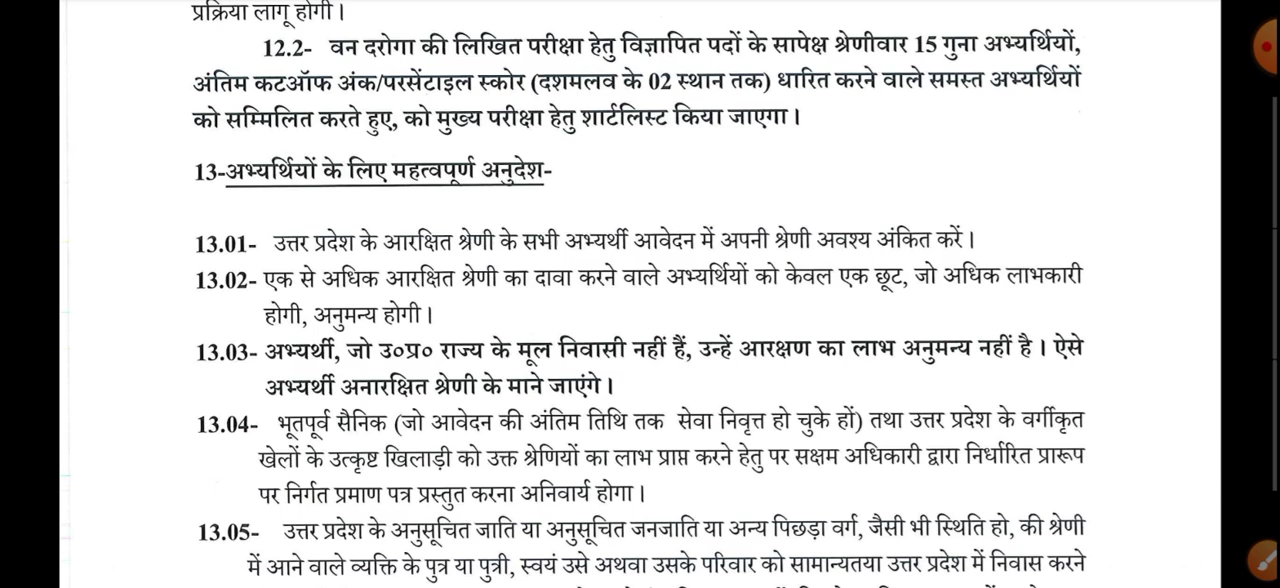 प्रक्रिया लागू होगी।
12.2- वन दरोगा की लिखित परीक्षा हेतु विज्ञापित पदों के सापेक्ष श्रेणीवार 15 गुना अभ्यर्थियों,
अंतिम कटऑफ अंक/परसेंटाइल स्कोर (दशमलव के 02 स्थान तक) धारित करने वाले समस्त अभ्यर्थियों
को सम्मिलित करते हुए, को मुख्य परीक्षा हेतु शार्टलिस्ट किया जाएगा।
13-अभ्यर्थियों के लिए महत्वपूर्ण अनुदेश-
13.01- उत्तर प्रदेश के आरक्षित श्रेणी के सभी अभ्यर्थी आवेदन में अपनी श्रेणी अवश्य अंकित करें।
13.02- एक से अधिक आरक्षित श्रेणी का दावा करने वाले अभ्यर्थियों को केवल एक छूट, जो अधिक लाभकारी
होगी, अनुमन्य होगी।
13.03- अभ्यर्थी, जो उ०प्र० राज्य के मूल निवासी नहीं हैं, उन्हें आरक्षण का लाभ अनुमन्य नहीं है। ऐसे
अभ्यर्थी अनारक्षित श्रेणी के माने जाएंगे।
13.04- भूतपूर्व सैनिक (जो आवेदन की अंतिम तिथि तक सेवा निवृत्त हो चुके हों) तथा उत्तर प्रदेश के वर्गीकृत
खेलों के उत्कृष्ट खिलाड़ी को उक्त श्रेणियों का लाभ प्राप्त करने हेतु पर सक्षम अधिकारी द्वारा निर्धारित प्रारूप
पर निर्गत प्रमाण पत्र प्रस्तुत करना अनिवार्य होगा।
13.05- उत्तर प्रदेश के अनुसूचित जाति या अनुसूचित जनजाति या अन्य पिछड़ा वर्ग, जैसी भी स्थिति हो, की श्रेणी
में आने वाले व्यक्ति के पुत्र या पुत्री, स्वयं उसे अथवा उसके परिवार को सामान्यतया उत्तर प्रदेश में निवास करने